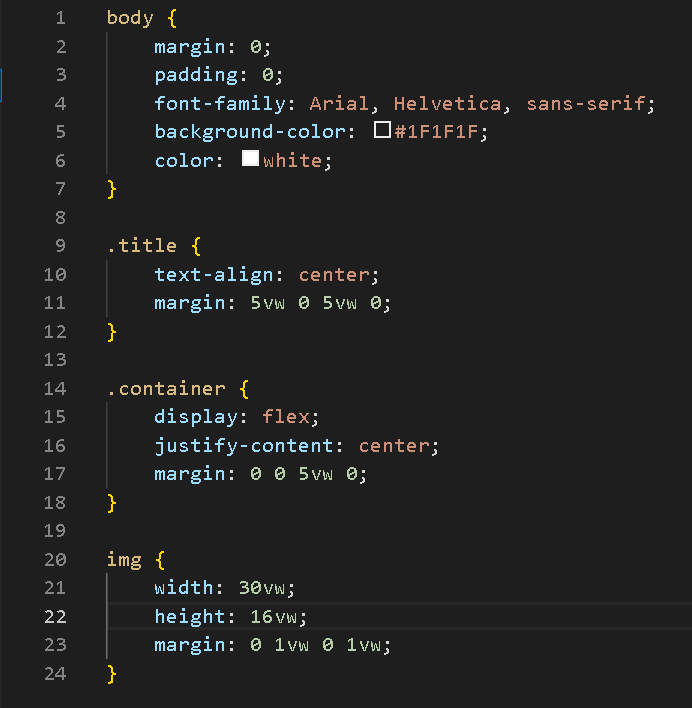 1 body {
2 margin: 0;
3 padding: 0;
4 font-family: Arial, Helvetica, sans-serif;
5 background-color: #1F1F1F;
6 color: white;
7 }
8
9 .title {
10 text-align: center;
11 margin: 5vw 0 5vw 0;
12 }
13
14 .container {
15 display: flex;
16 justify-content: center;
17 margin: 0 0 5vw 0;
18 }
19
20 img {
21 width: 30vw;
22 height: 16vw;
23 margin: 0 1vw 0 1vw;
24 }